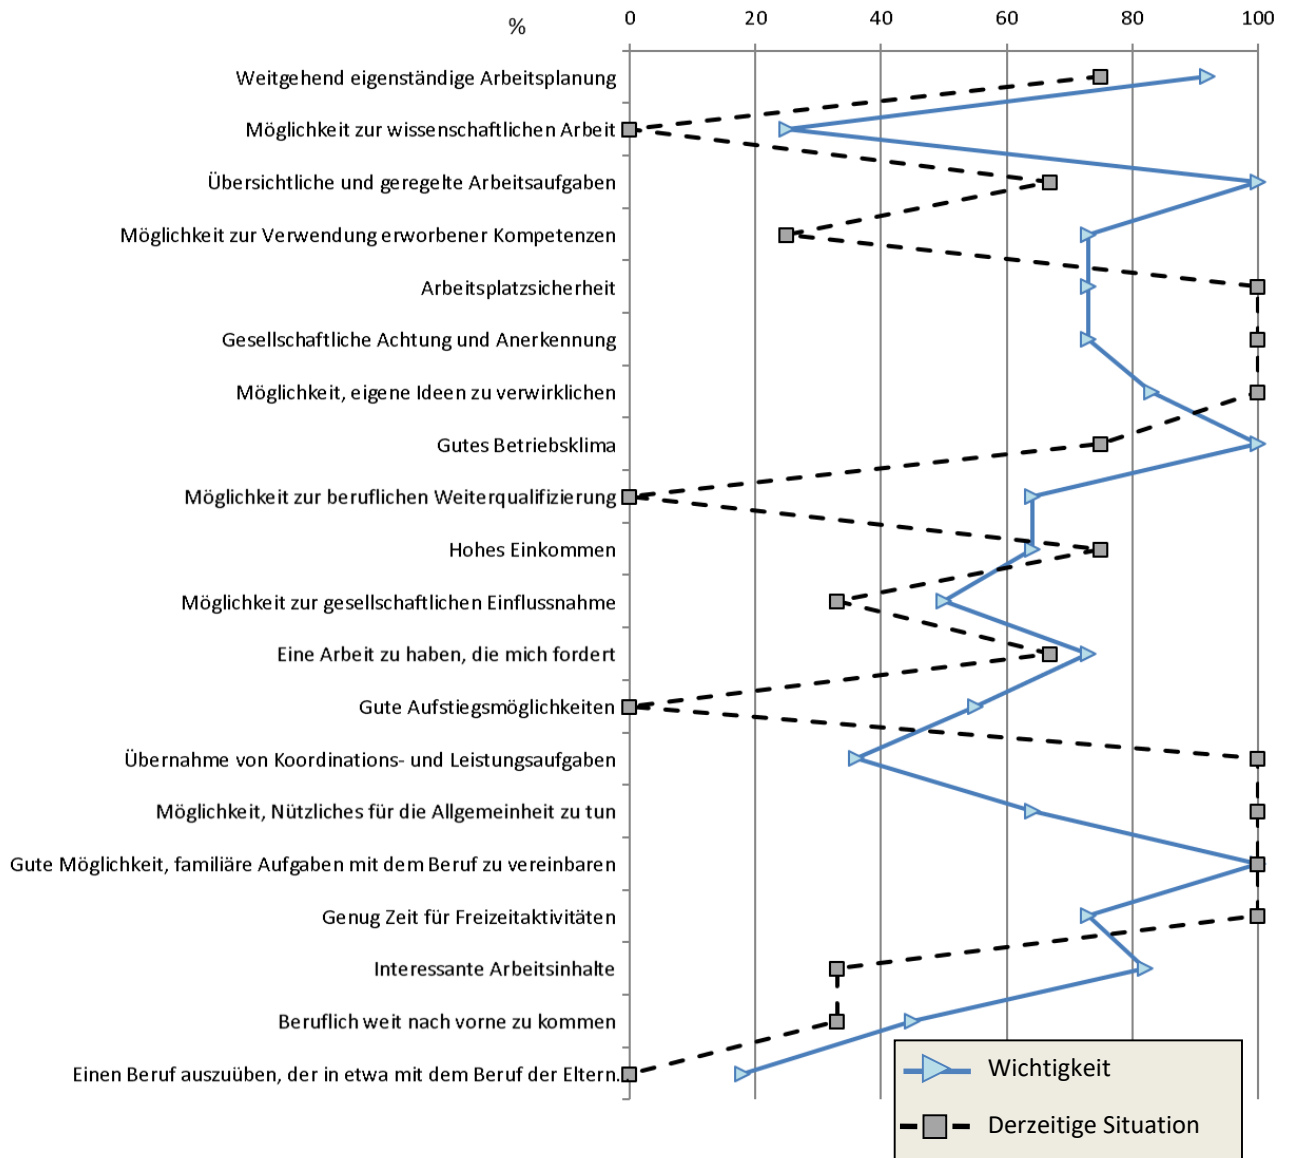 %
0 20 40 60 80 100
Weitgehend eigenständige Arbeitsplanung
Möglichkeit zur wissenschaftlichen Arbeit
Übersichtliche und geregelte Arbeitsaufgaben
Möglichkeit zur Verwendung erworbener Kompetenzen
Arbeitsplatzsicherheit
Gesellschaftliche Achtung und Anerkennung
Möglichkeit, eigene Ideen zu verwirklichen
Gutes Betriebsklima
Möglichkeit zur beruflichen Weiterqualifizierung
Hohes Einkommen
Möglichkeit zur gesellschaftlichen Einflussnahme
Eine Arbeit zu haben, die mich fordert
Gute Aufstiegsmöglichkeiten
Übernahme von Koordinations- und Leistungsaufgaben
Möglichkeit, Nützliches für die Allgemeinheit zu tun
Gute Möglichkeit, familiäre Aufgaben mit dem Beruf zu vereinbaren
Genug Zeit für Freizeitaktivitäten
Interessante Arbeitsinhalte
Beruflich weit nach vorne zu kommen
Einen Beruf auszuüben, der in etwa mit dem Beruf der Eltern..
Wichtigkeit
Derzeitige Situation